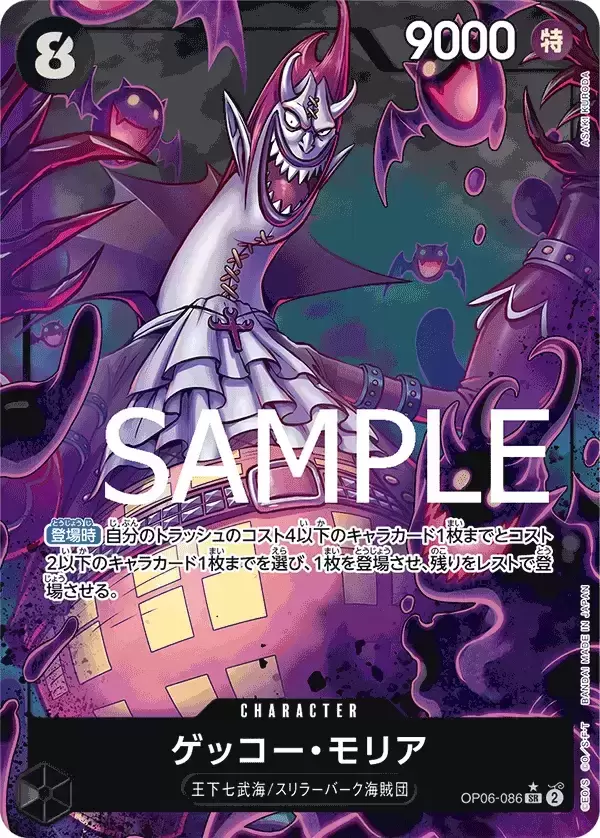 8
9000 特
ASAKI KURODA
SAMPLE
登場時 自分のトラッシュのコスト4以下のキャラカード1枚までとコスト
2以下のキャラカード1枚までを選び、1枚を登場させ、残りをレストで登
場させる。
CHARACTER
ゲッコー・モリア
王下七武海/スリラーバーク海賊団
OP06-086 SR 2
©E.O/S. ©O./S.・F・T BANDAI MADE IN JAPAN